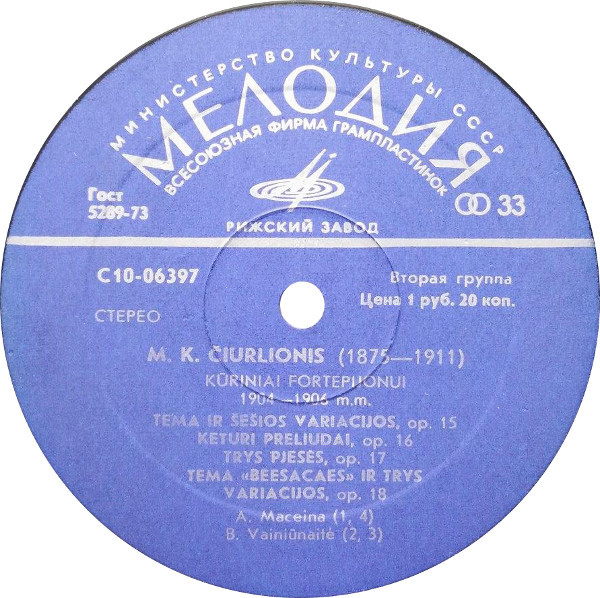 МИНИСТЕРСТВО КУЛЬТУРЫ СССР
МЕЛОДИЯ
ВСЕСОЮЗНАЯ ФИРМА ГРАМПЛАСТИНОК
Гост
5289-73
33
РИЖСКИЙ ЗАВОД
С10-06397
Вторая группа
Цена 1 руб. 20 коп.
СТЕРЕО
M. K. ČIURLIONIS (1875—1911)
KŪRINIAI FORTEPIJONUI
1904—1906 m.m.
TEMA IR ŠEŠIOS VARIACIJOS, op. 15
KETURI PRELIUDAI, op. 16
TRYS PJESĖS, op. 17
TEMA «BEESACAES» IR TRYS
VARIACIJOS, op. 18
A. Maceina (1, 4)
B. Vainiūnaitė (2, 3)